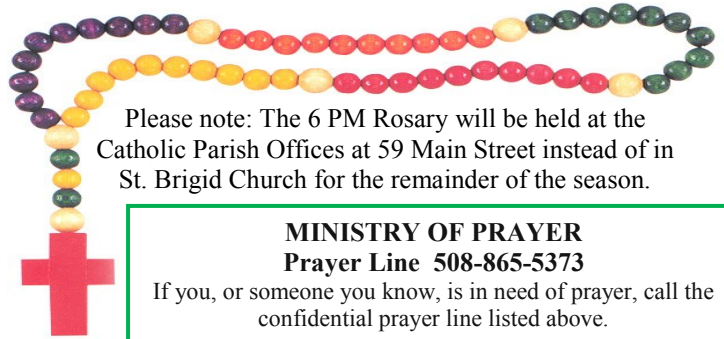 Please note: The 6 PM Rosary will be held at the
Catholic Parish Offices at 59 Main Street instead of in
St. Brigid Church for the remainder of the season.
MINISTRY OF PRAYER
Prayer Line  508-865-5373
If you, or someone you know, is in need of prayer, call the
confidential prayer line listed above.